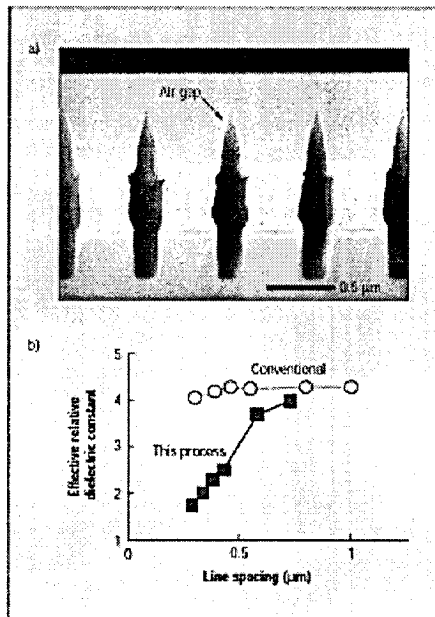 a)
Air gap
0.5 µm
b)
5
4
3
2
1
Conventional
This process
Effective relative
dielectric constant
0
0.5
1
Line spacing (µm)